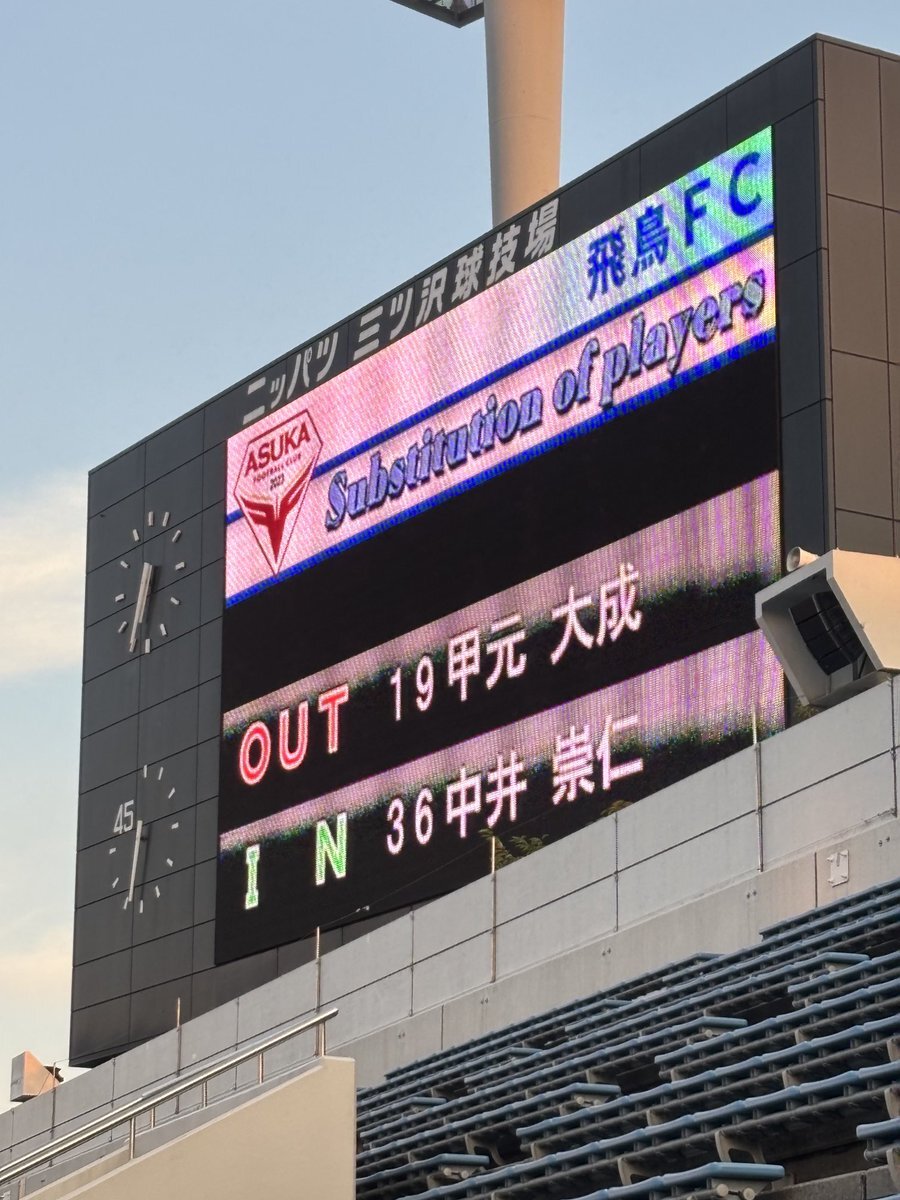 ニッパツ 三ツ沢球技場
飛鳥FC
ASUKA
FOOTBALL CLUB
2023
Substitution of players
OUT 19 甲元 大成
IN 36 中井 崇仁
45